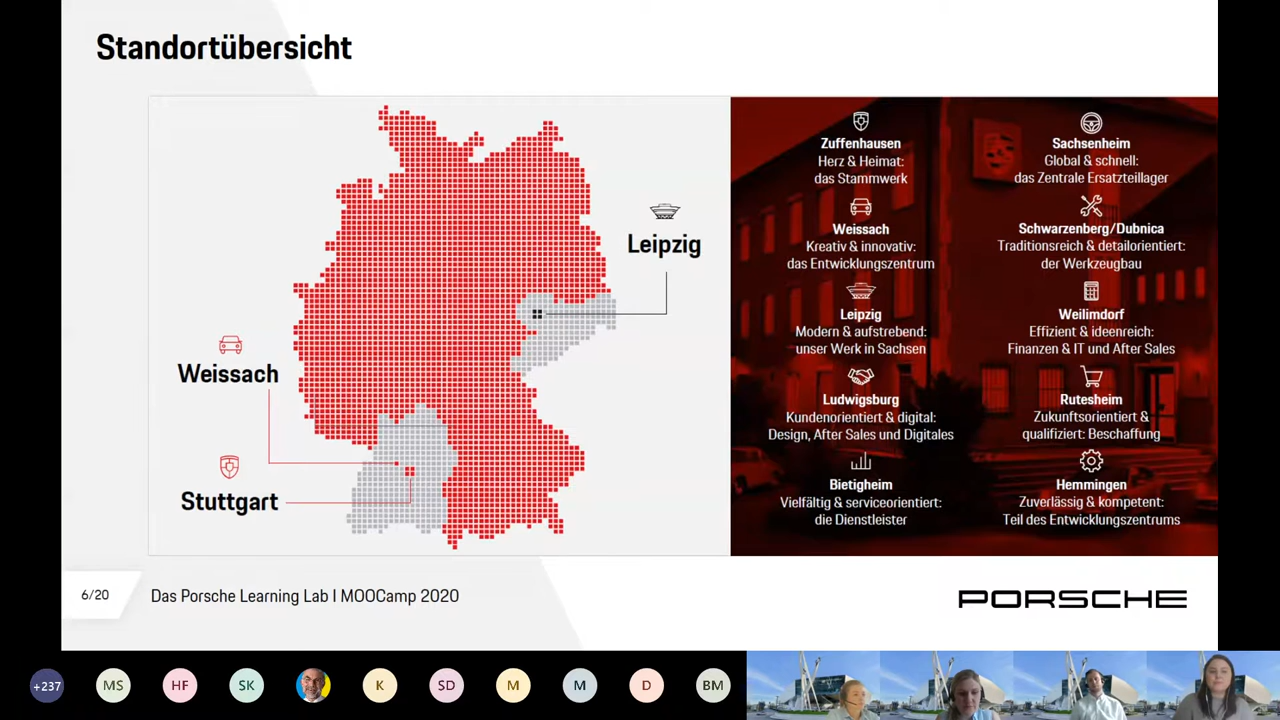 Standortübersicht
Leipzig
Weissach
Stuttgart
Zuffenhausen
Herz & Heimat:
das Stammwerk
Sachsenheim
Global & schnell:
das Zentrale Ersatzteillager
Weissach
Kreativ & innovativ:
das Entwicklungszentrum
Schwarzenberg/Dubnica
Traditionsreich & detailorientiert:
der Werkzeugbau
Leipzig
Modern & aufstrebend:
unser Werk in Sachsen
Weilimdorf
Effizient & ideenreich:
Finanzen & IT und After Sales
Ludwigsburg
Kundenorientiert & digital:
Design, After Sales und Digitales
Rutesheim
Zukunftsorientiert &
qualifiziert: Beschaffung
Bietigheim
Vielfältig & serviceorientiert:
die Dienstleister
Hemmingen
Zuverlässig & kompetent:
Teil des Entwicklungszentrums
6/20
Das Porsche Learning Lab I MOOCamp 2020
PORSCHE
+237
MS
HF
SK
K
SD
M
M
D
BM